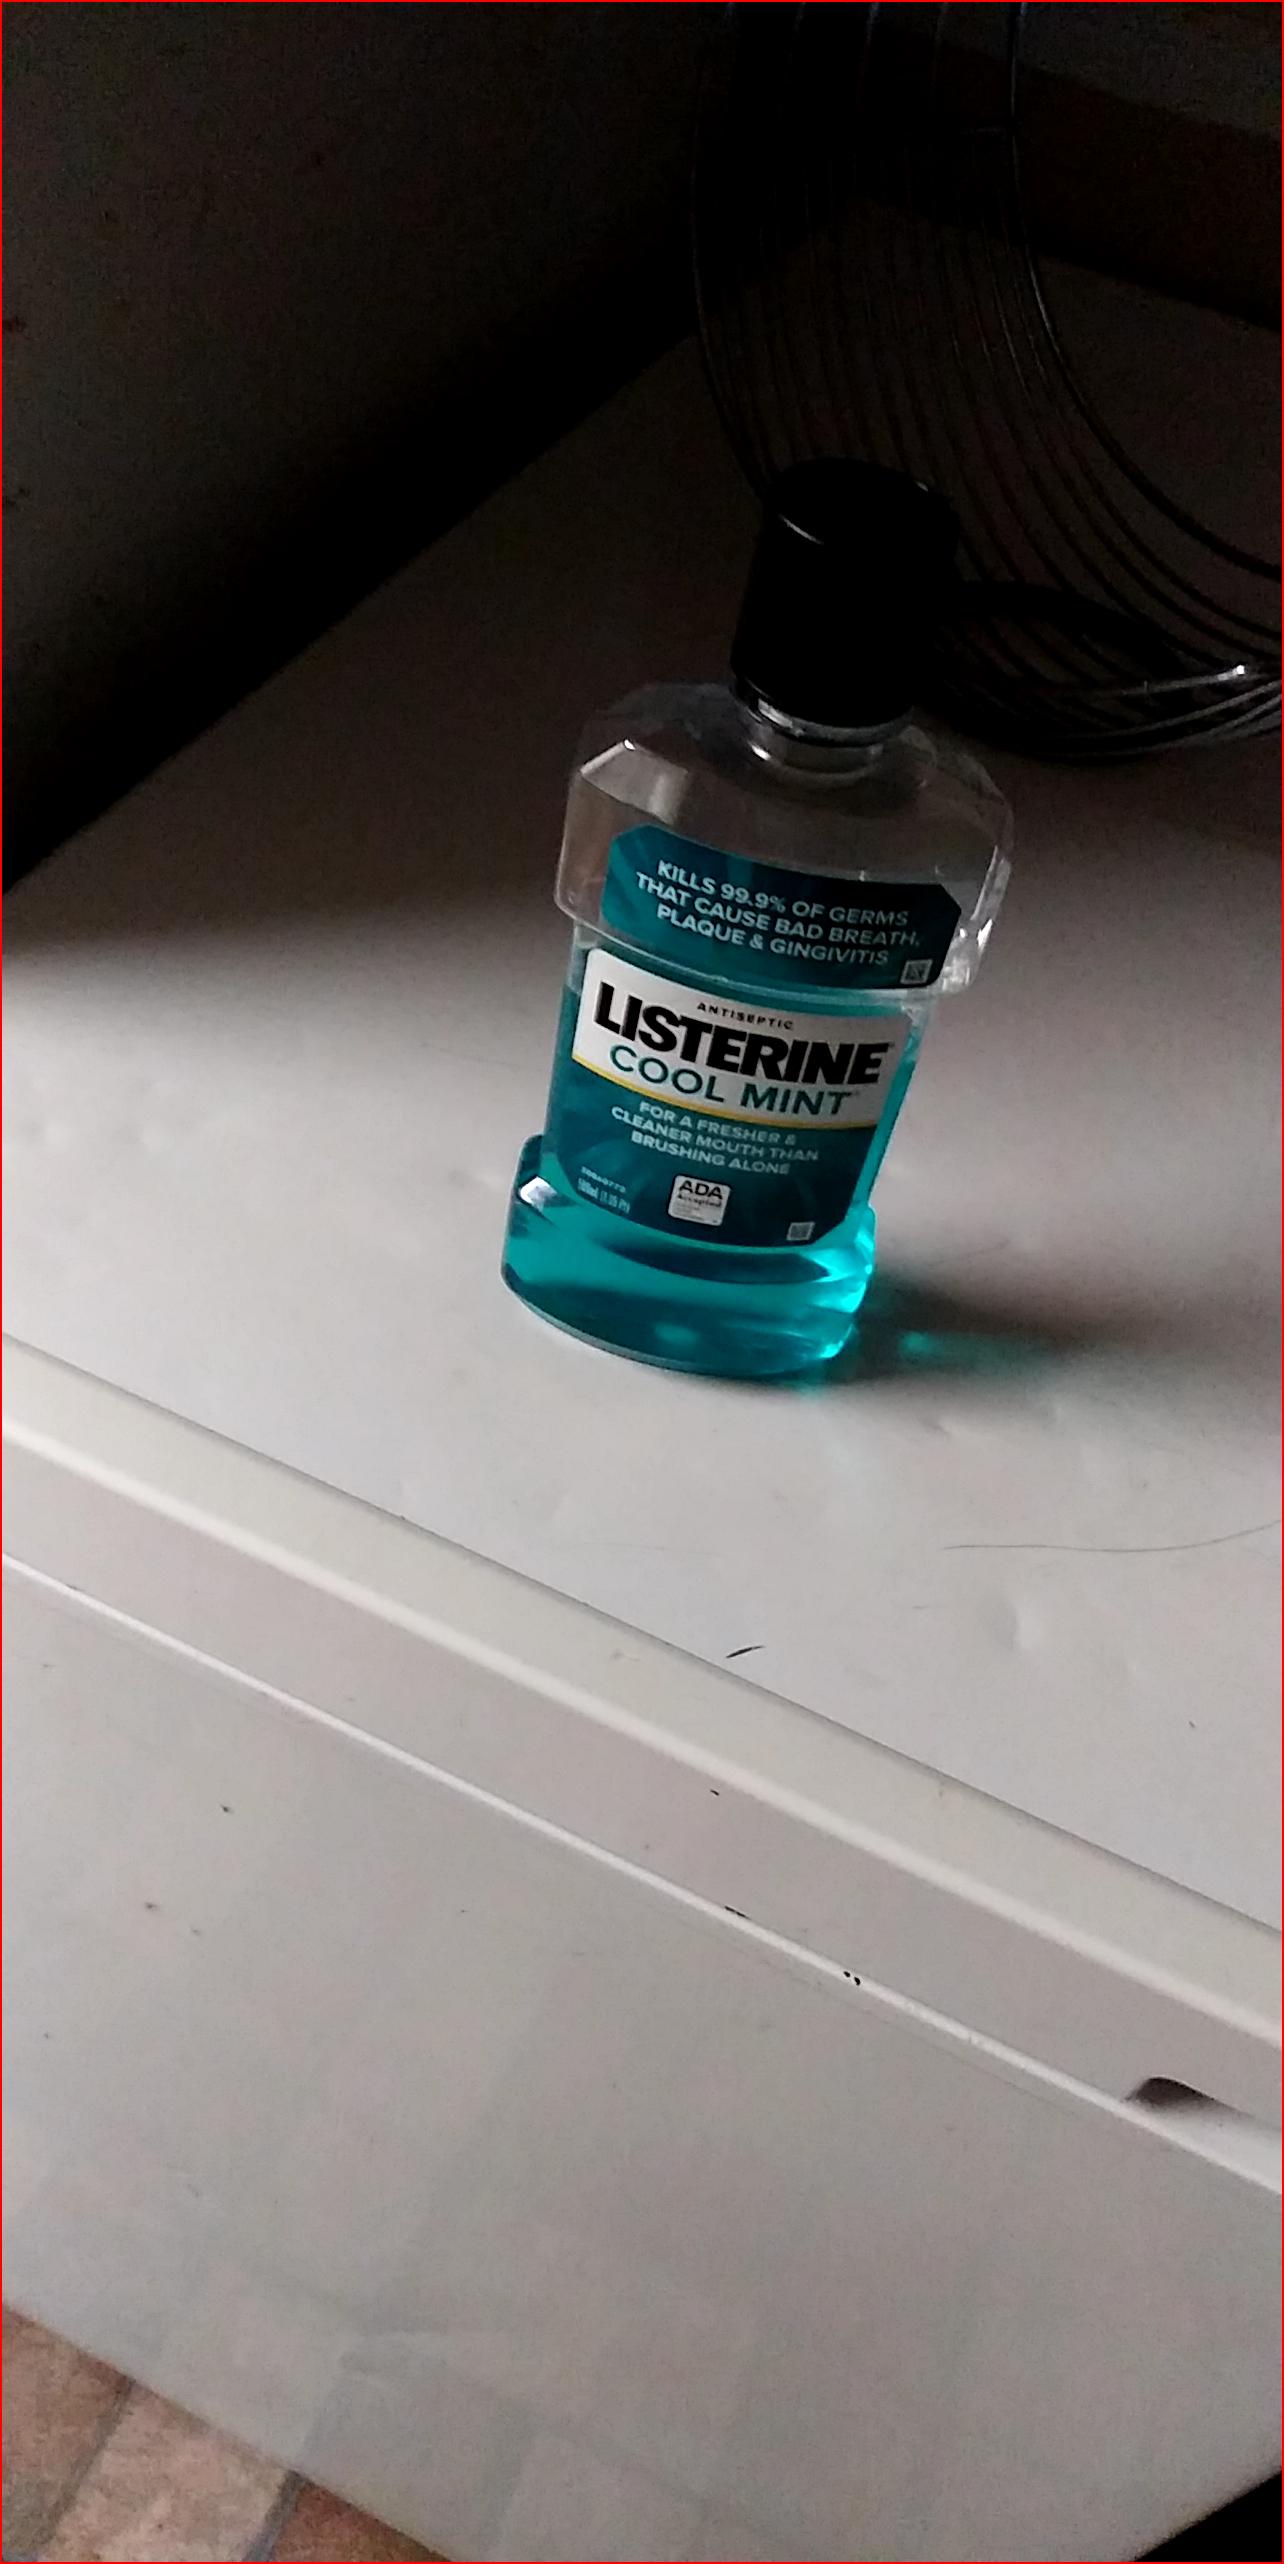 KILLS 99.9% OF GERMS
THAT CAUSE BAD BREATH,
PLAQUE & GINGIVITIS
ANTISEPTIC
LISTERINE
COOL MINT
FOR A FRESHER &
CLEANER MOUTH THAN
BRUSHING ALONE
ADA
Accepted